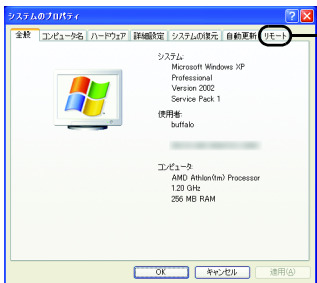 システムのプロパティ
全般 コンピュータ名 ハードウェア 詳細設定 システムの復元 自動更新 リモート
システム:
Microsoft Windows XP
Professional
Version 2002
Service Pack 1
使用者:
buffalo
コンピュータ:
AMD Athlon(tm) Processor
1.20 GHz
256 MB RAM
OK キャンセル 適用(A)